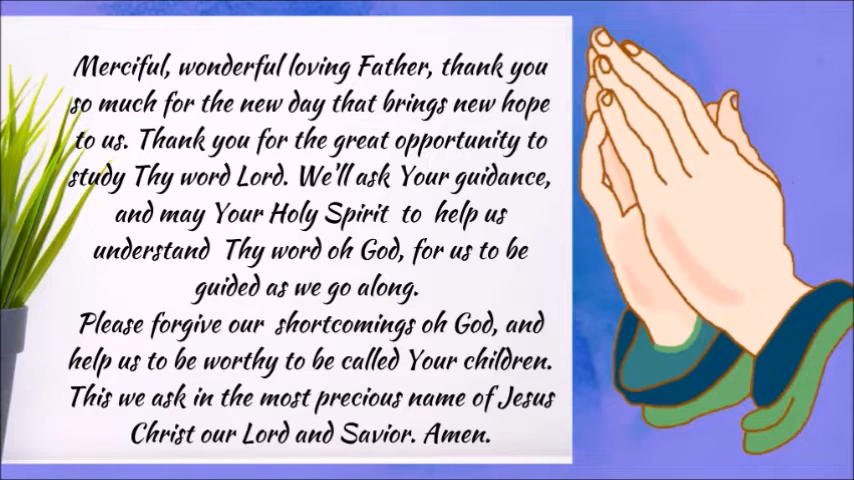 Merciful, wonderful loving Father, thank you
so much for the new day that brings new hope
to us. Thank you for the great opportunity to
study Thy word Lord. We'll ask Your guidance,
and may Your Holy Spirit to help us
understand Thy word oh God, for us to be
guided as we go along.
Please forgive our shortcomings oh God, and
help us to be worthy to be called Your children.
This we ask in the most precious name of Jesus
Christ our Lord and Savior. Amen.